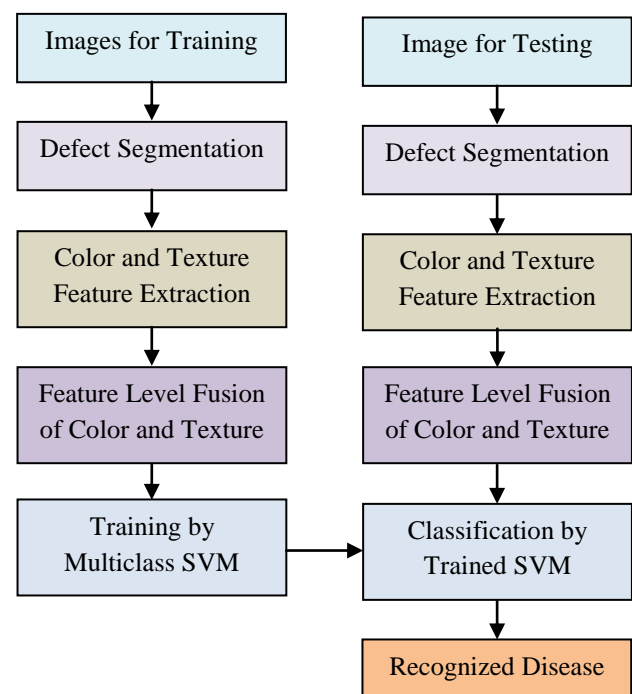 Images for Training
Defect Segmentation
Color and Texture
Feature Extraction
Feature Level Fusion
of Color and Texture
Training by
Multiclass SVM
Image for Testing
Defect Segmentation
Color and Texture
Feature Extraction
Feature Level Fusion
of Color and Texture
Classification by
Trained SVM
Recognized Disease